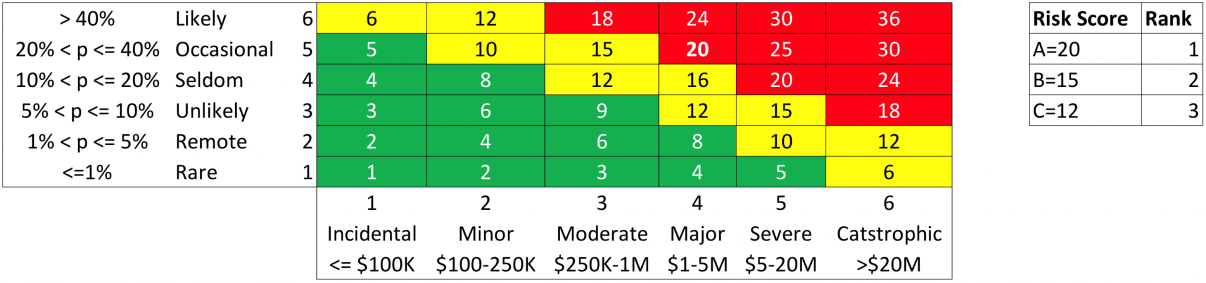 > 40% Likely 6 6 12 18 24 30 36 Risk Score Rank
20% < p <= 40% Occasional 5 5 10 15 20 25 30 A=20 1
10% < p <= 20% Seldom 4 4 8 12 16 20 24 B=15 2
5% < p <= 10% Unlikely 3 3 6 9 12 15 18 C=12 3
1% < p <= 5% Remote 2 2 4 6 8 10 12
<=1% Rare 1 1 2 3 4 5 6
1 2 3 4 5 6
Incidental Minor Moderate Major Severe Catstrophic
<= $100K $100-250K $250K-1M $1-5M $5-20M >$20M